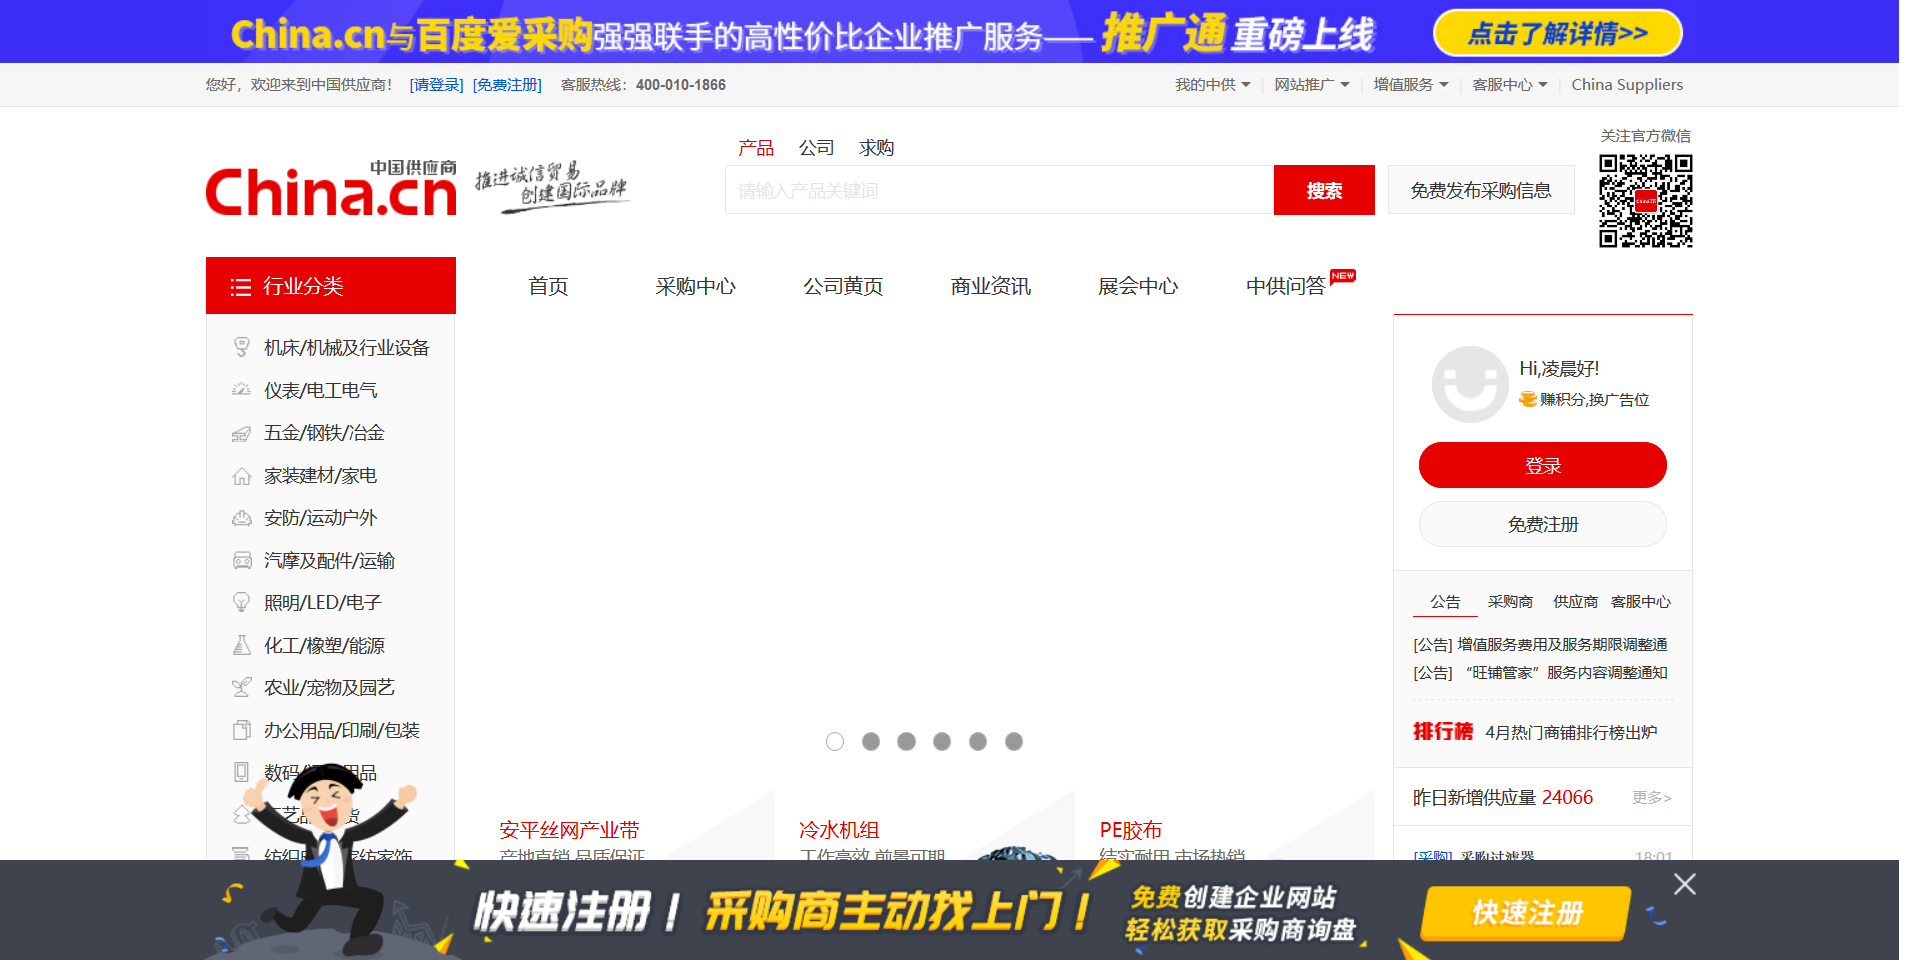 China.cn与百度爱采购强强联手的高性价比企业推广服务—— 推广通重磅上线 点击了解详情>>
您好，欢迎来到中国供应商！ [请登录] [免费注册] 客服热线：400-010-1866
我的中供 网站推广 增值服务 客服中心 China Suppliers
中国供应商
China.cn
推进诚信贸易
创建国际品牌
产品 公司 求购
请输入产品关键词
搜索
免费发布采购信息
关注官方微信
行业分类
首页 采购中心 公司黄页 商业资讯 展会中心 中供问答 NEW
机床/机械及行业设备
仪表/电工电气
五金/钢铁/冶金
家装建材/家电
安防/运动户外
汽摩及配件/运输
照明/LED/电子
化工/橡塑/能源
农业/宠物及园艺
办公用品/印刷/包装
数码 用品
艺
纺织 家纺家饰
Hi,凌晨好!
赚积分,换广告位
登录
免费注册
公告 采购商 供应商 客服中心
[公告] 增值服务费用及服务期限调整通
[公告] “旺铺管家”服务内容调整通知
排行榜 4月热门商铺排行榜出炉
昨日新增供应量 24066 更多>
[采购] 采购过滤器 18:01
安平丝网产业带
产地直销 品质保证
冷水机组
工作高效 前景可期
PE胶布
结实耐用 市场热销
快速注册！ 采购商主动找上门！
免费创建企业网站
轻松获取采购商询盘
快速注册